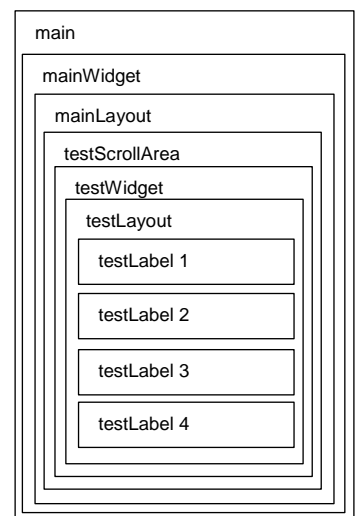 main
mainWidget
mainLayout
testScrollArea
testWidget
testLayout
testLabel 1
testLabel 2
testLabel 3
testLabel 4